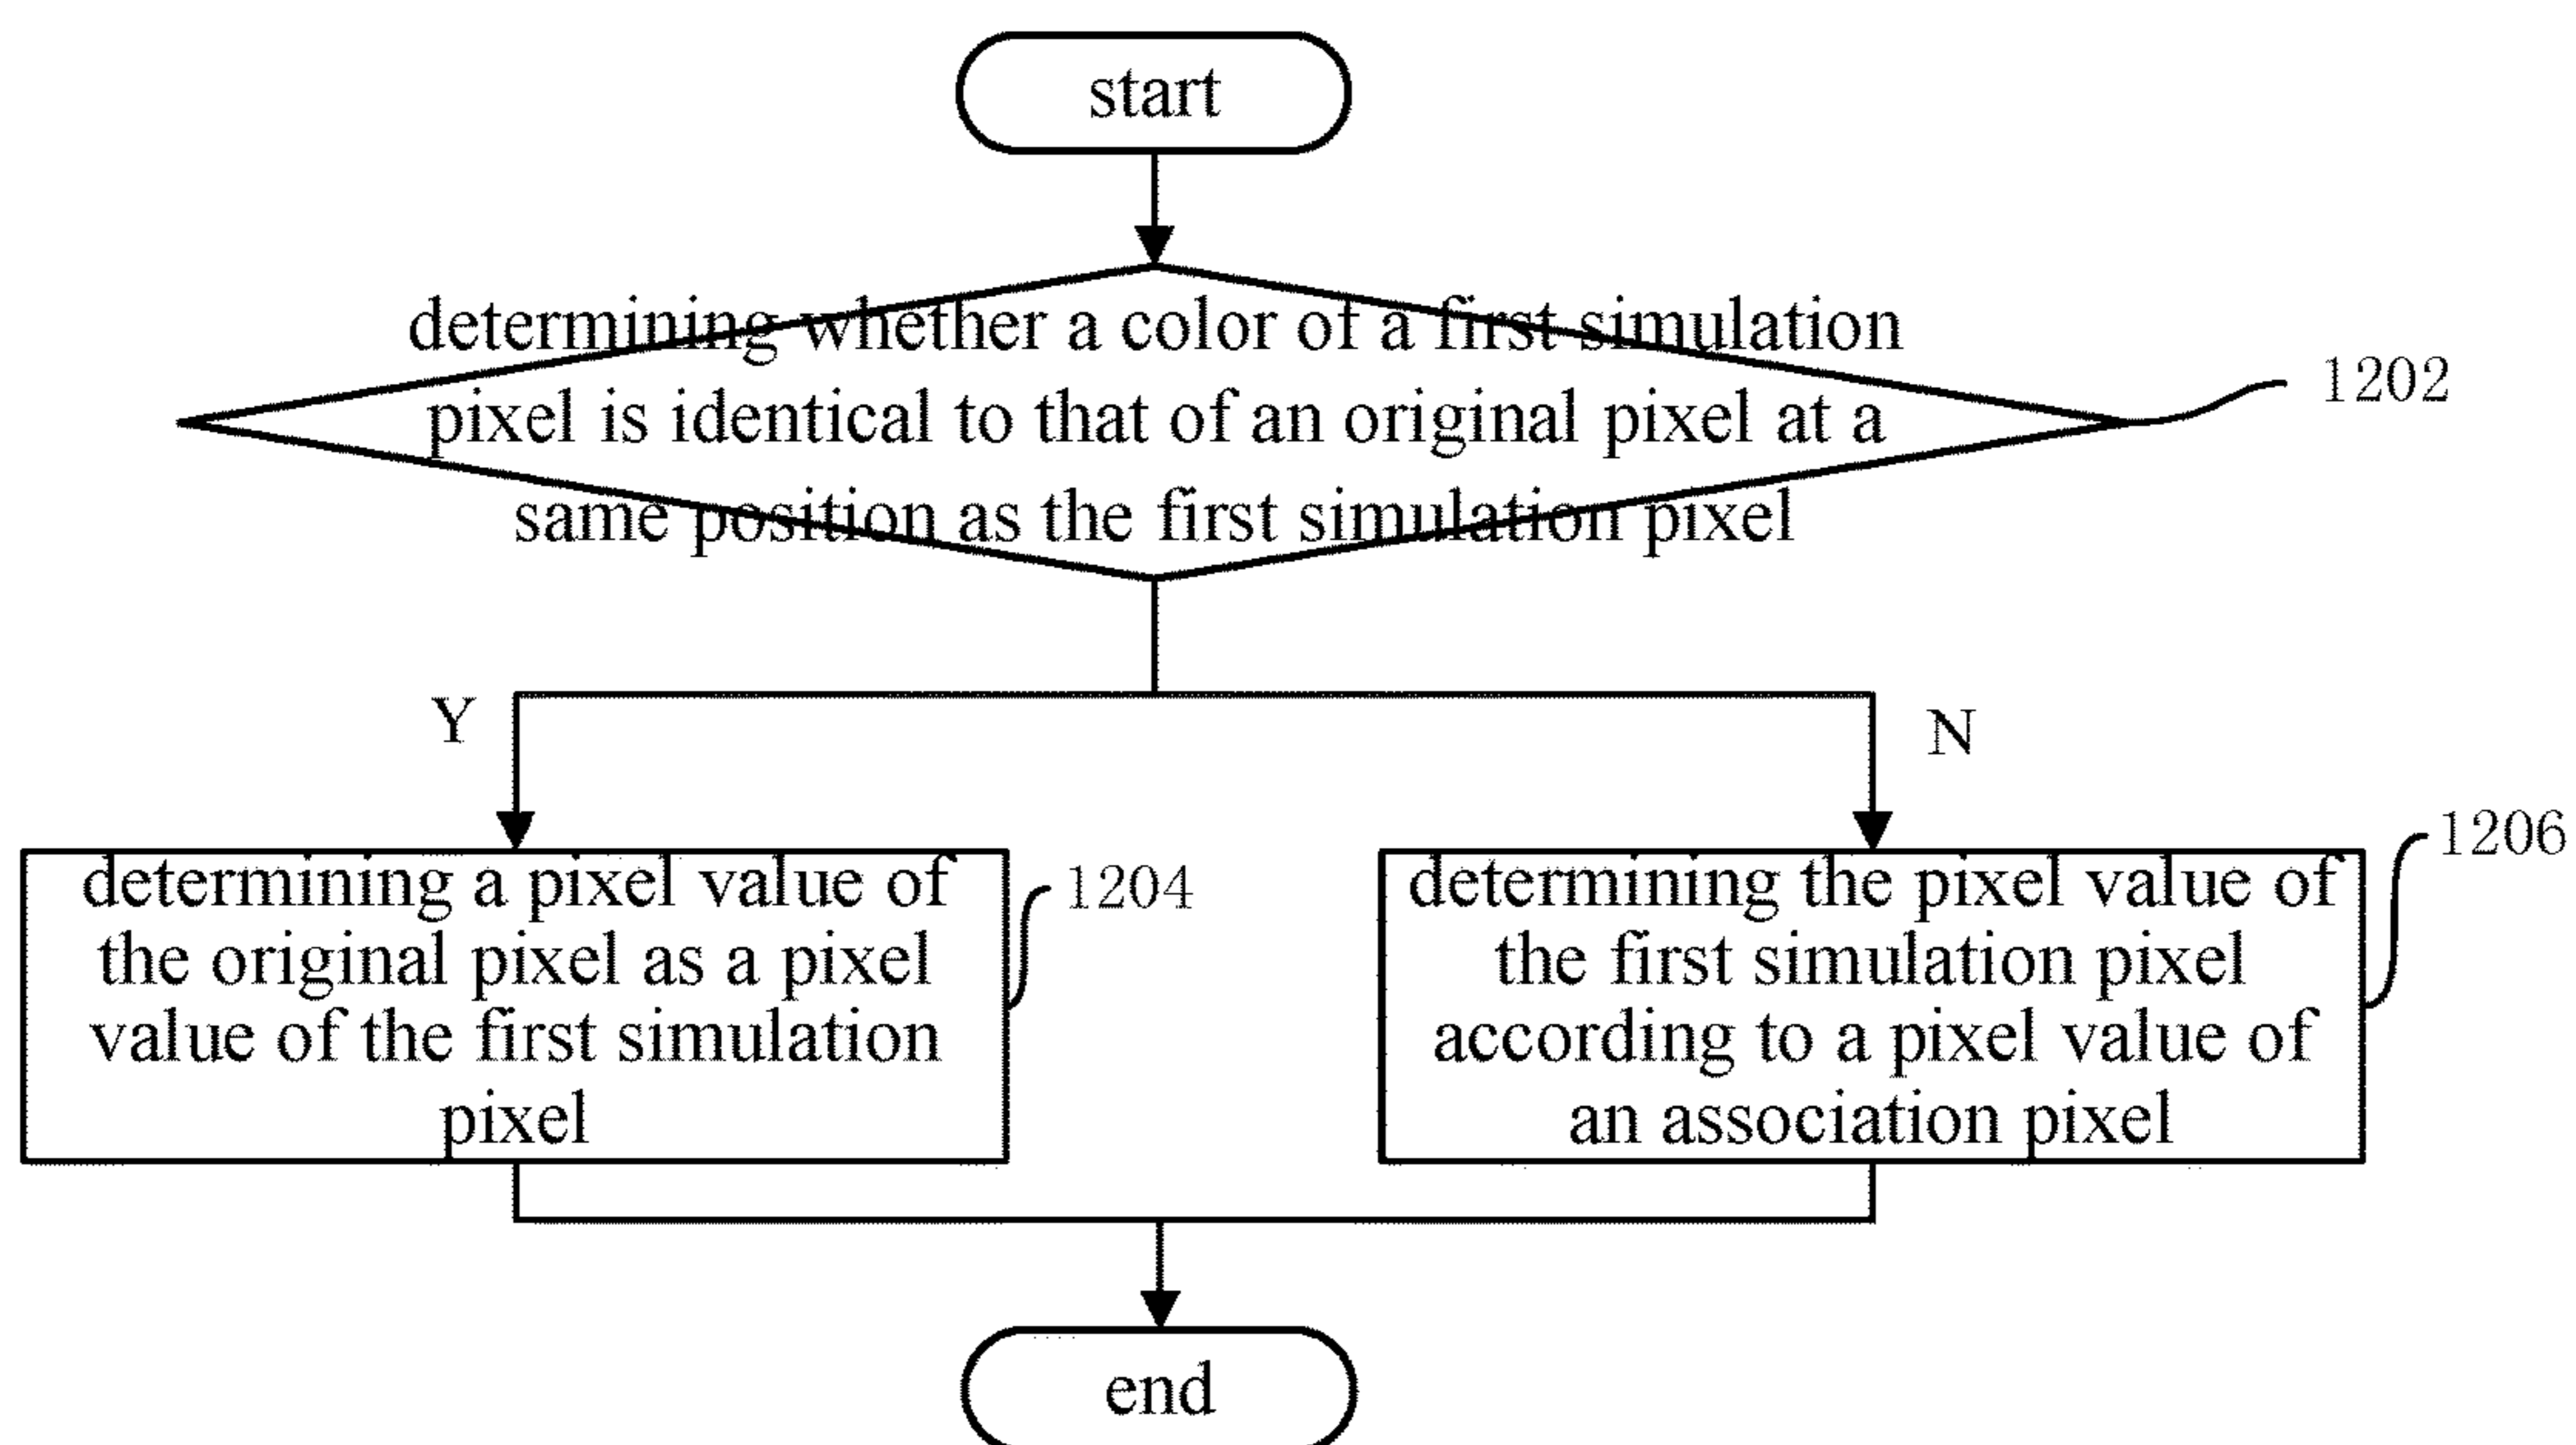 start
determining whether a color of a first simulation
pixel is identical to that of an original pixel at a
same position as the first simulation pixel
1202
Y
N
determining a pixel value of
the original pixel as a pixel
value of the first simulation
pixel
1204
determining the pixel value of
the first simulation pixel
according to a pixel value of
an association pixel
1206
end